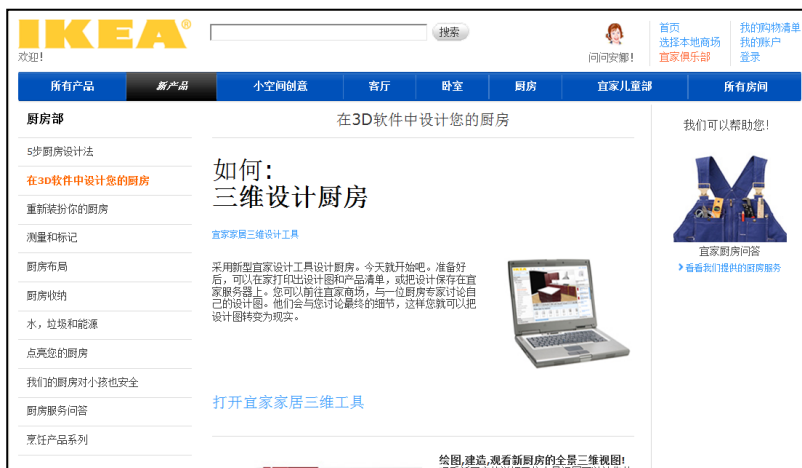 IKEA®
欢迎!
搜索
问问安娜!
首页
选择本地商场
宜家俱乐部
我的购物清单
我的账户
登录
所有产品
新产品
小空间创意
客厅
卧室
厨房
宜家儿童部
所有房间
厨房部
5步厨房设计法
在3D软件中设计您的厨房
重新装扮你的厨房
测量和标记
厨房布局
厨房收纳
水，垃圾和能源
点亮您的厨房
我们的厨房对小孩也安全
厨房服务问答
烹饪产品系列
在3D软件中设计您的厨房
如何:
三维设计厨房
宜家家居三维设计工具
采用新型宜家设计工具设计厨房。今天就开始吧。准备好
后，可以在家打印出设计图和产品清单，或把设计保存在宜
家服务器上。您可以前往宜家商场，与一位厨房专家讨论自
己的设计图。他们会与您讨论最终的细节，这样您就可以把
设计图转变为现实。
打开宜家家居三维工具
绘图,建造,观看新厨房的全景三维视图!
我们可以帮助您!
宜家厨房问答
看看我们提供的厨房服务